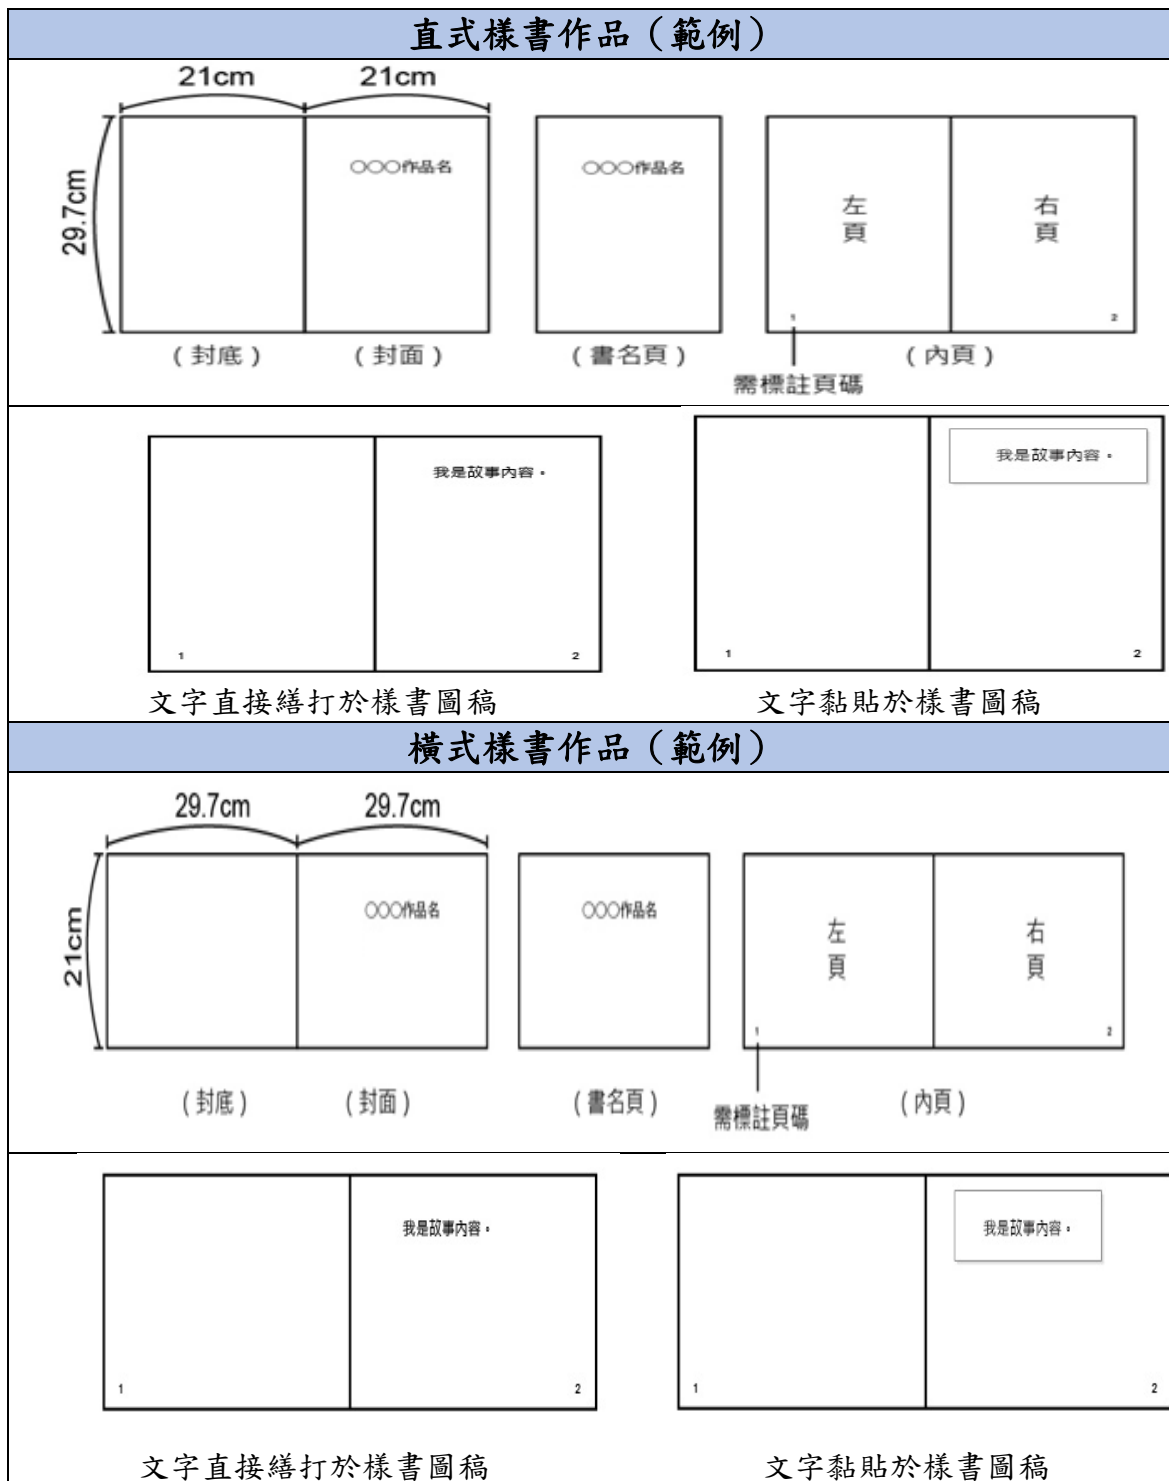 直式樣書作品（範例）
21cm 21cm
29.7cm
○○○作品名 ○○○作品名
左頁 右頁
1 2
（封底） （封面） （書名頁） （內頁）
需標註頁碼
我是故事內容。 我是故事內容。
1 2 1 2
文字直接繕打於樣書圖稿 文字黏貼於樣書圖稿
橫式樣書作品（範例）
29.7cm 29.7cm
21cm
○○○作品名 ○○○作品名
左頁 右頁
1 2
（封底） （封面） （書名頁） （內頁）
需標註頁碼
我是故事內容。 我是故事內容。
1 2 1 2
文字直接繕打於樣書圖稿 文字黏貼於樣書圖稿